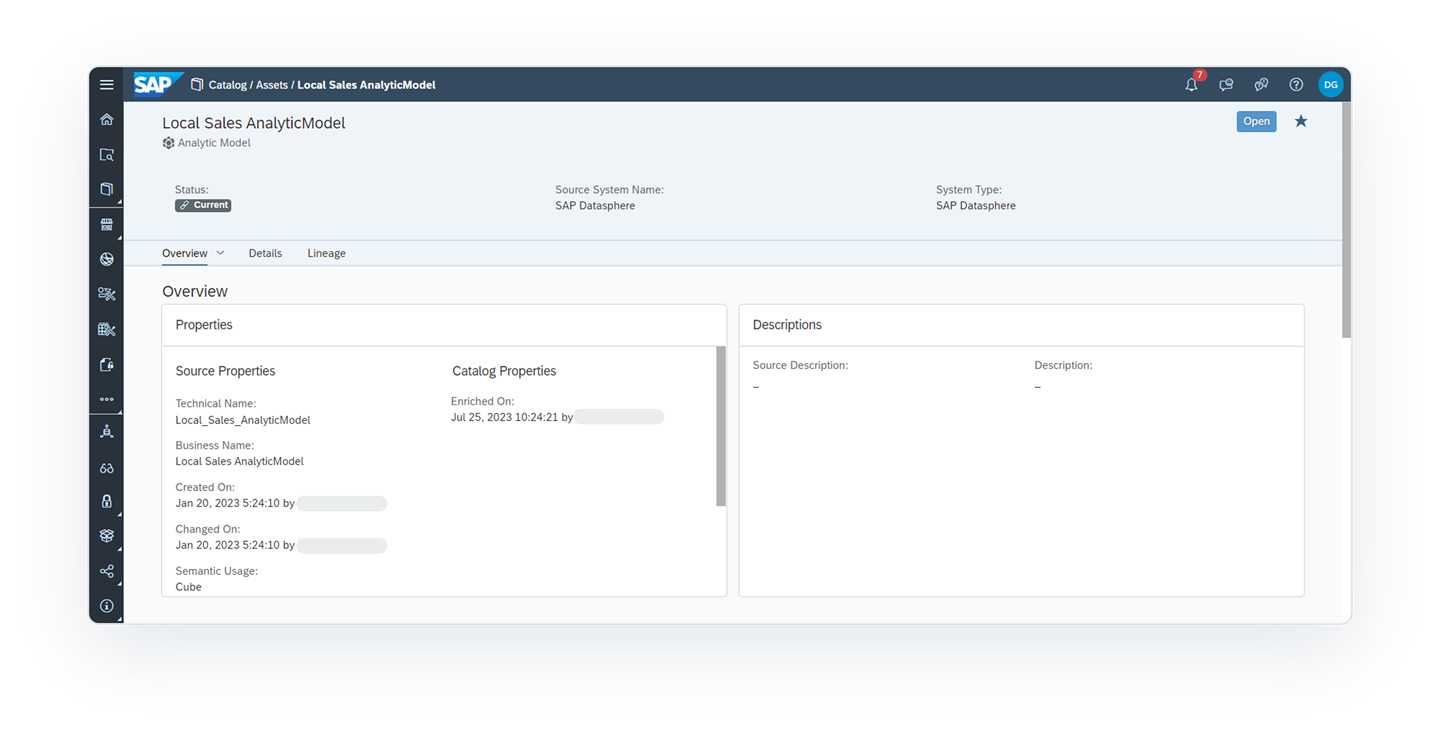 SAP Catalog / Assets / Local Sales AnalyticModel 7 DG
Local Sales AnalyticModel Open
Analytic Model
Status: Source System Name: System Type:
Current SAP Datasphere SAP Datasphere
Overview Details Lineage
Overview
Properties
Source Properties Catalog Properties
Technical Name: Enriched On:
Local_Sales_AnalyticModel Jul 25, 2023 10:24:21 by
Business Name:
Local Sales AnalyticModel
Created On:
Jan 20, 2023 5:24:10 by
Changed On:
Jan 20, 2023 5:24:10 by
Semantic Usage:
Cube
Descriptions
Source Description: Description:
– –